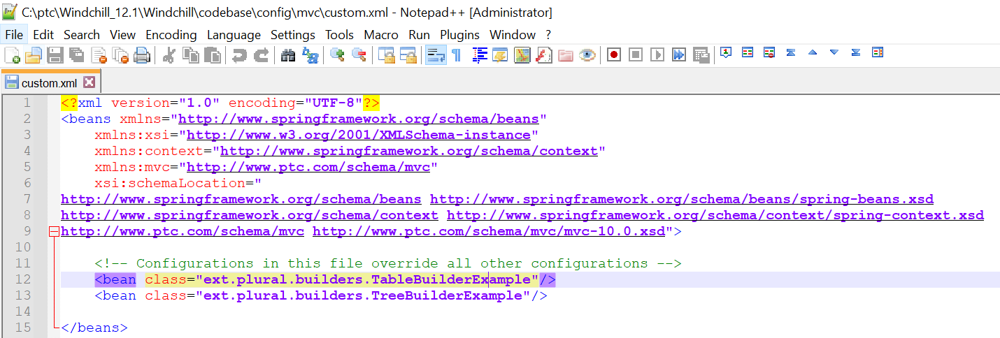 C:\ptc\Windchill_12.1\Windchill\codebase\config\mvc\custom.xml - Notepad++ [Administrator]
File Edit Search View Encoding Language Settings Tools Macro Run Plugins Window ?
custom.xml
1 <?xml version="1.0" encoding="UTF-8"?>
2 <beans xmlns="http://www.springframework.org/schema/beans"
3 xmlns:xsi="http://www.w3.org/2001/XMLSchema-instance"
4 xmlns:context="http://www.springframework.org/schema/context"
5 xmlns:mvc="http://www.ptc.com/schema/mvc"
6 xsi:schemaLocation="
7 http://www.springframework.org/schema/beans http://www.springframework.org/schema/beans/spring-beans.xsd
8 http://www.springframework.org/schema/context http://www.springframework.org/schema/context/spring-context.xsd
9 http://www.ptc.com/schema/mvc http://www.ptc.com/schema/mvc/mvc-10.0.xsd">
10
11 <!-- Configurations in this file override all other configurations -->
12 <bean class="ext.plural.builders.TableBuilderExample"/>
13 <bean class="ext.plural.builders.TreeBuilderExample"/>
14
15 </beans>